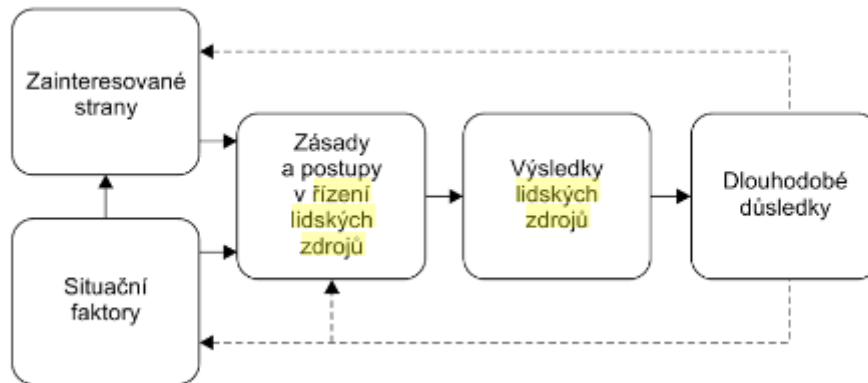 Zainteresované
strany
Zásady
a postupy
v řízení
lidských
zdrojů
Výsledky
lidských
zdrojů
Dlouhodobé
důsledky
Situační
faktory